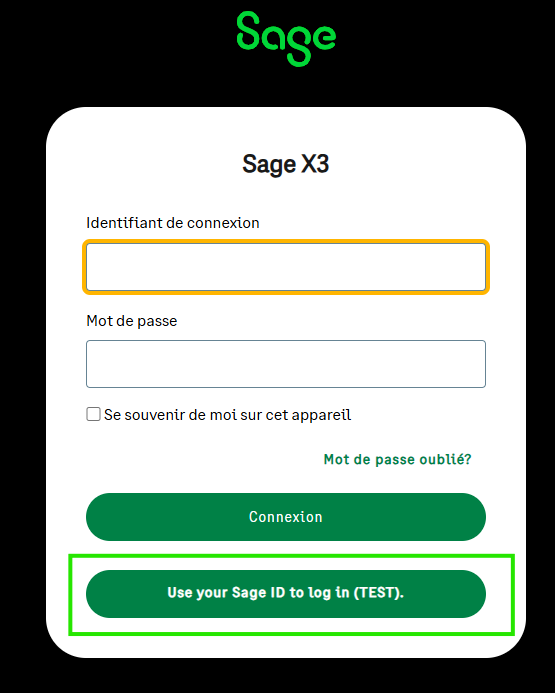 Sage
Sage X3
Identifiant de connexion
Mot de passe
Se souvenir de moi sur cet appareil
Mot de passe oublié?
Connexion
Use your Sage ID to log in (TEST).